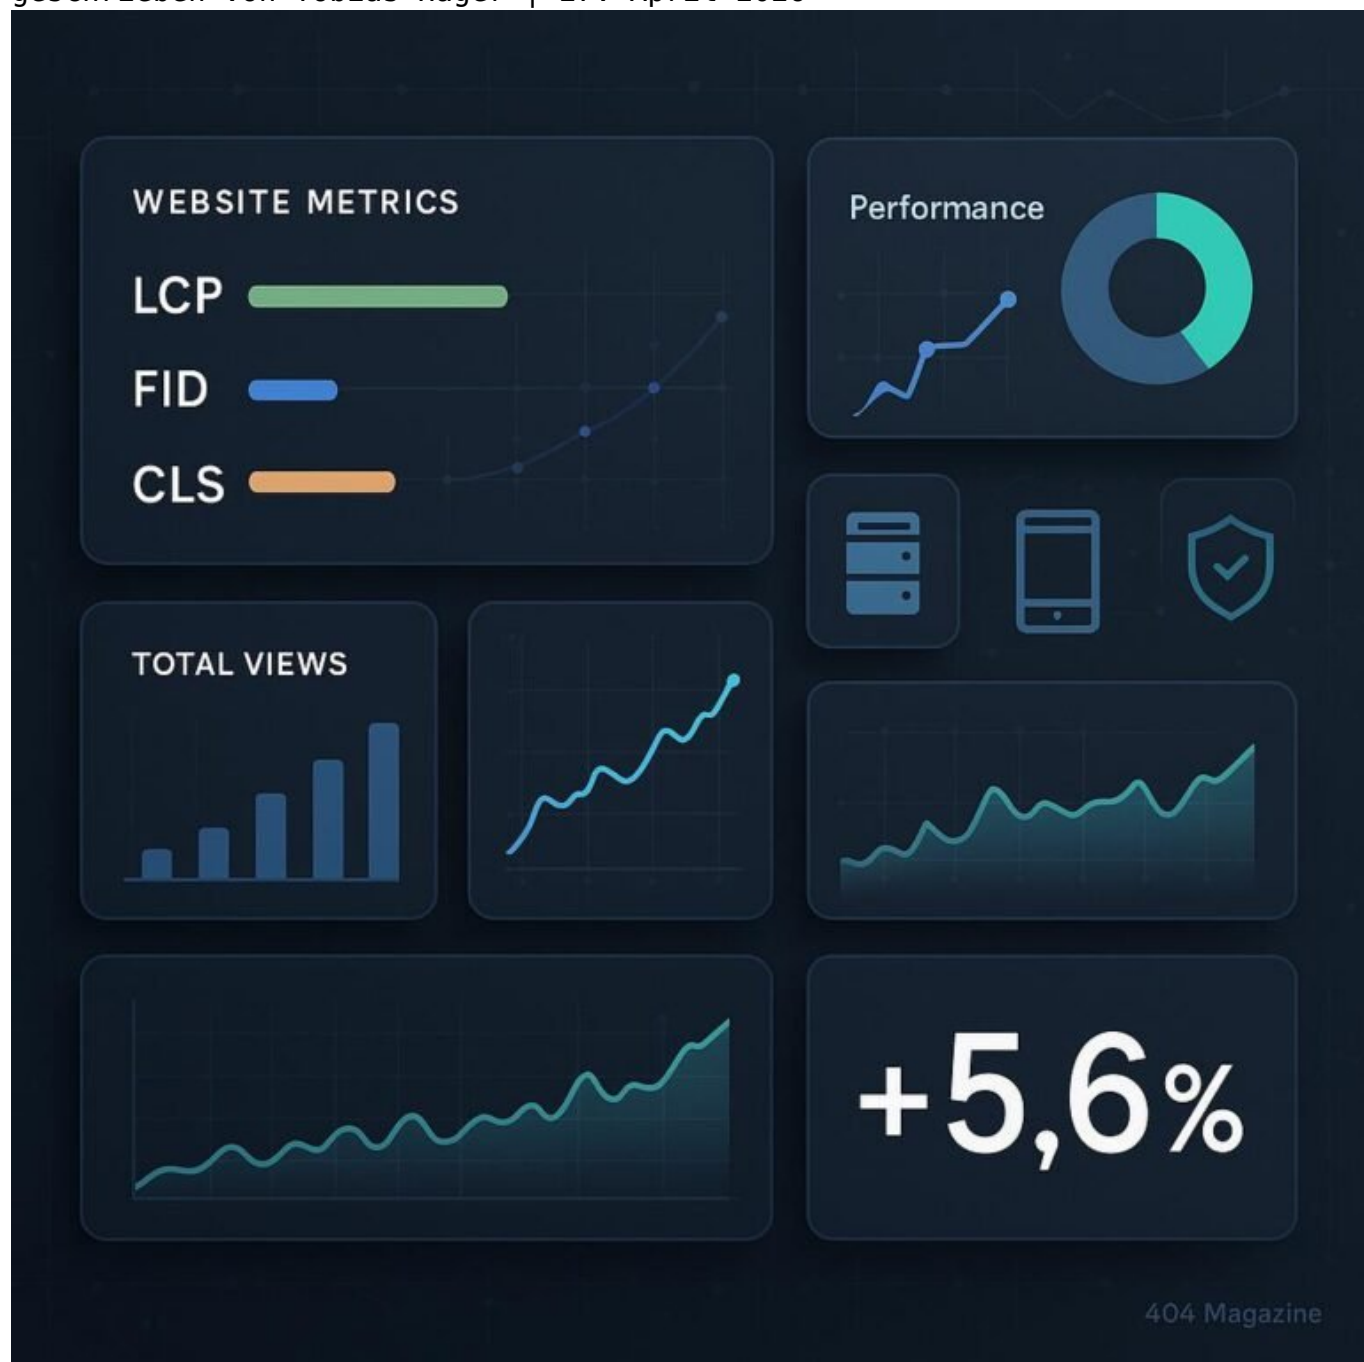 WEBSITE METRICS
LCP
FID
CLS
Performance
TOTAL VIEWS
+5,6%
404 Magazine